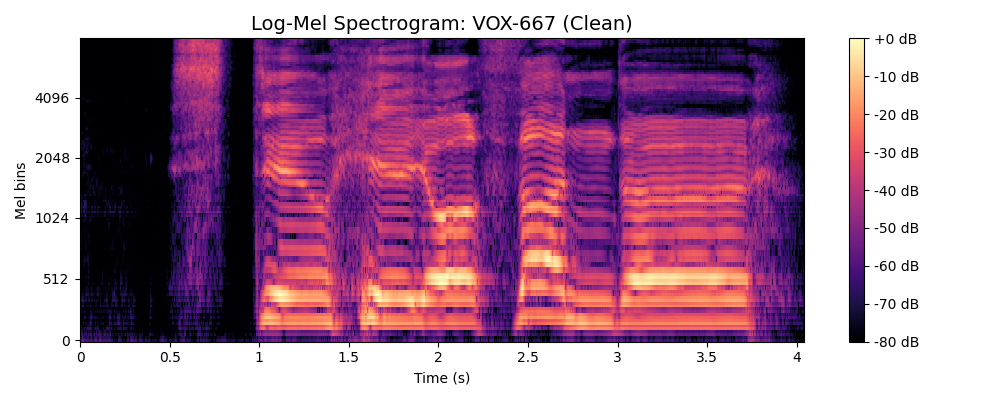 Log-Mel Spectrogram: VOX-667 (Clean)
Mel bins
4096
2048
1024
512
0
0
0.5
1
1.5
2
2.5
3
3.5
4
Time (s)
+0 dB
-10 dB
-20 dB
-30 dB
-40 dB
-50 dB
-60 dB
-70 dB
-80 dB